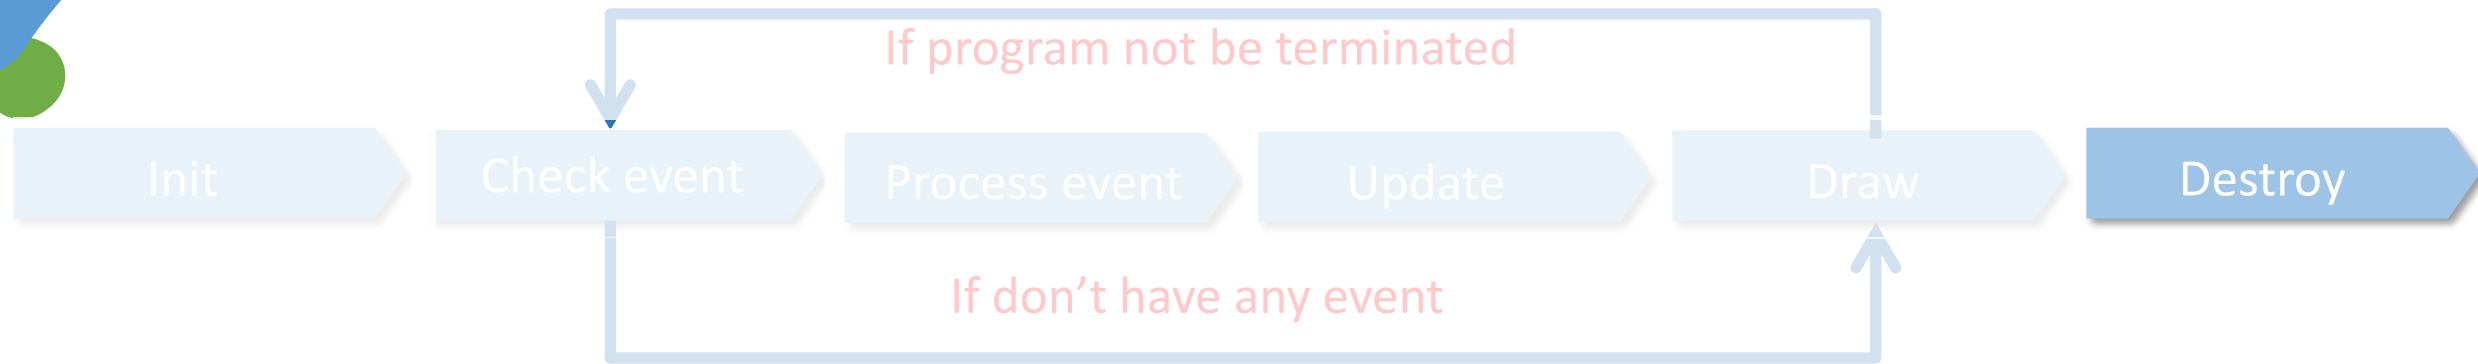 If program not be terminated
Init
Check event
Process event
Update
Draw
Destroy
If don’t have any event